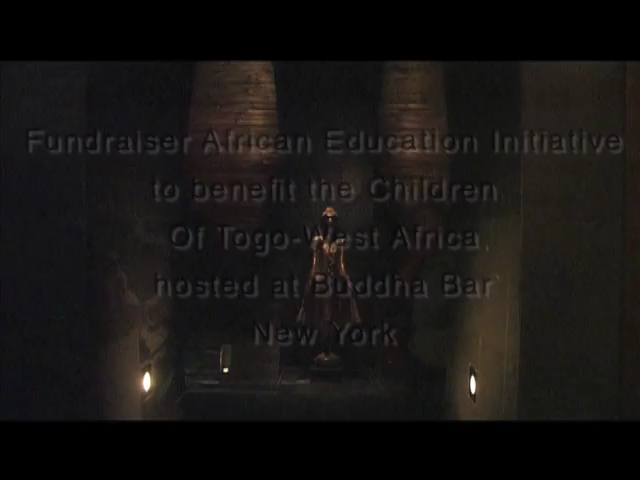 Fundraiser African Education Initiative
to benefit the Children
Of Togo-West Africa
hosted at Buddha Bar
New York